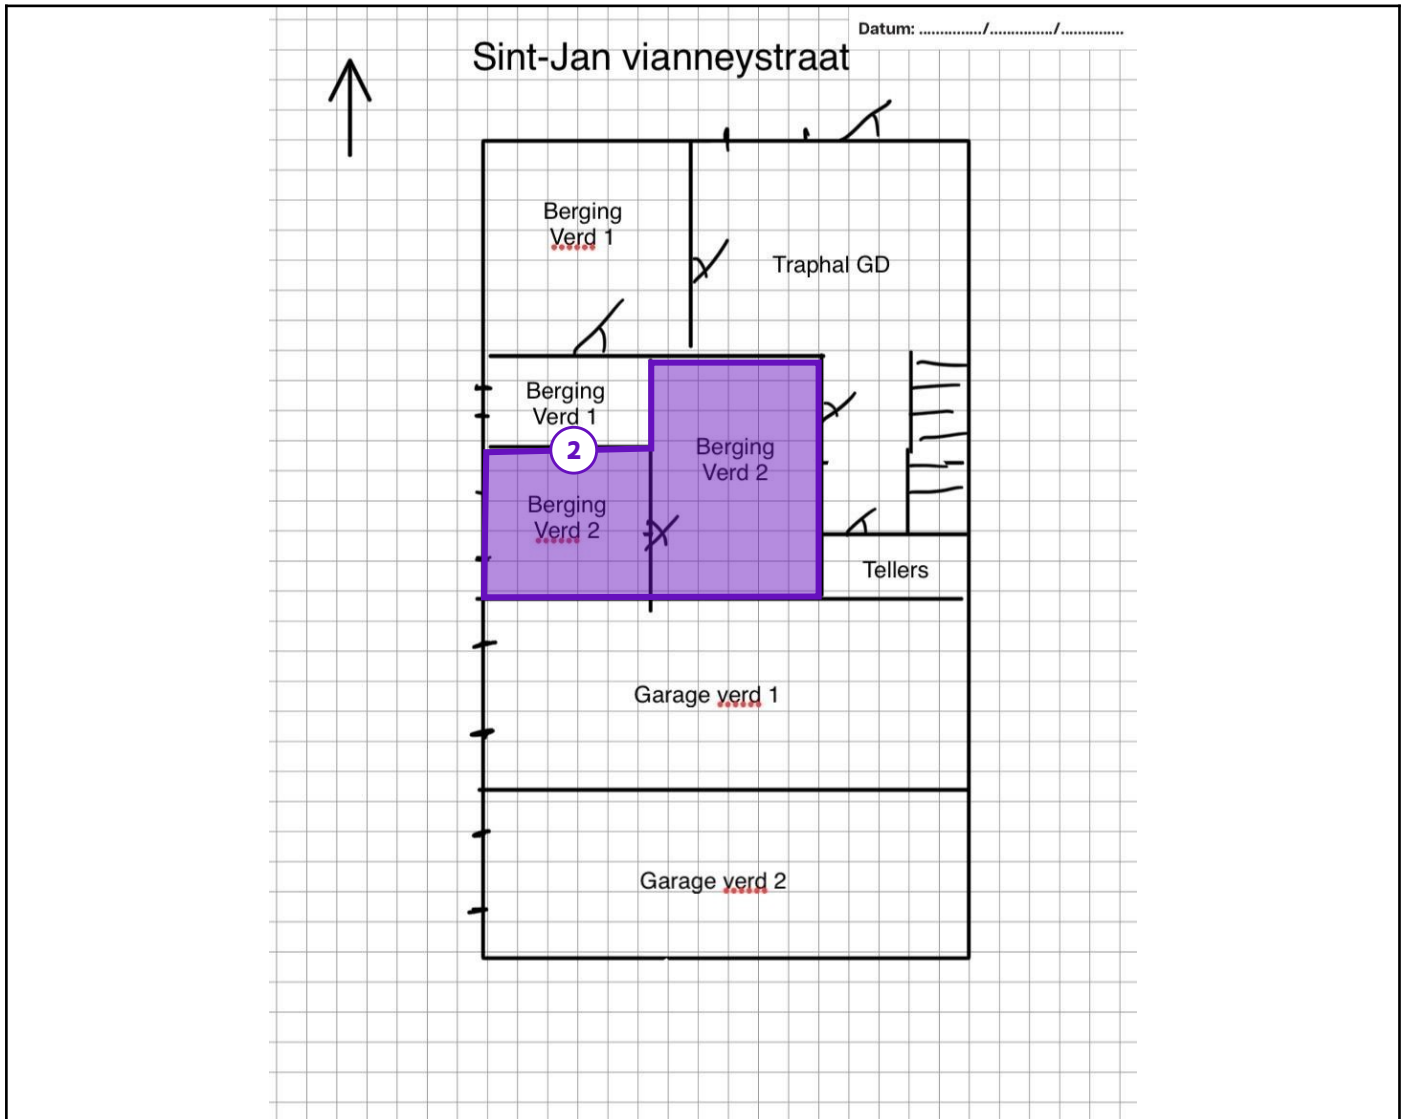 Datum: ................/................/................
Sint-Jan vianneystraat
Berging
Verd 1
Traphal GD
Berging
Verd 1
Berging
Verd 2
2
Berging
Verd 2
Tellers
Garage verd 1
Garage verd 2